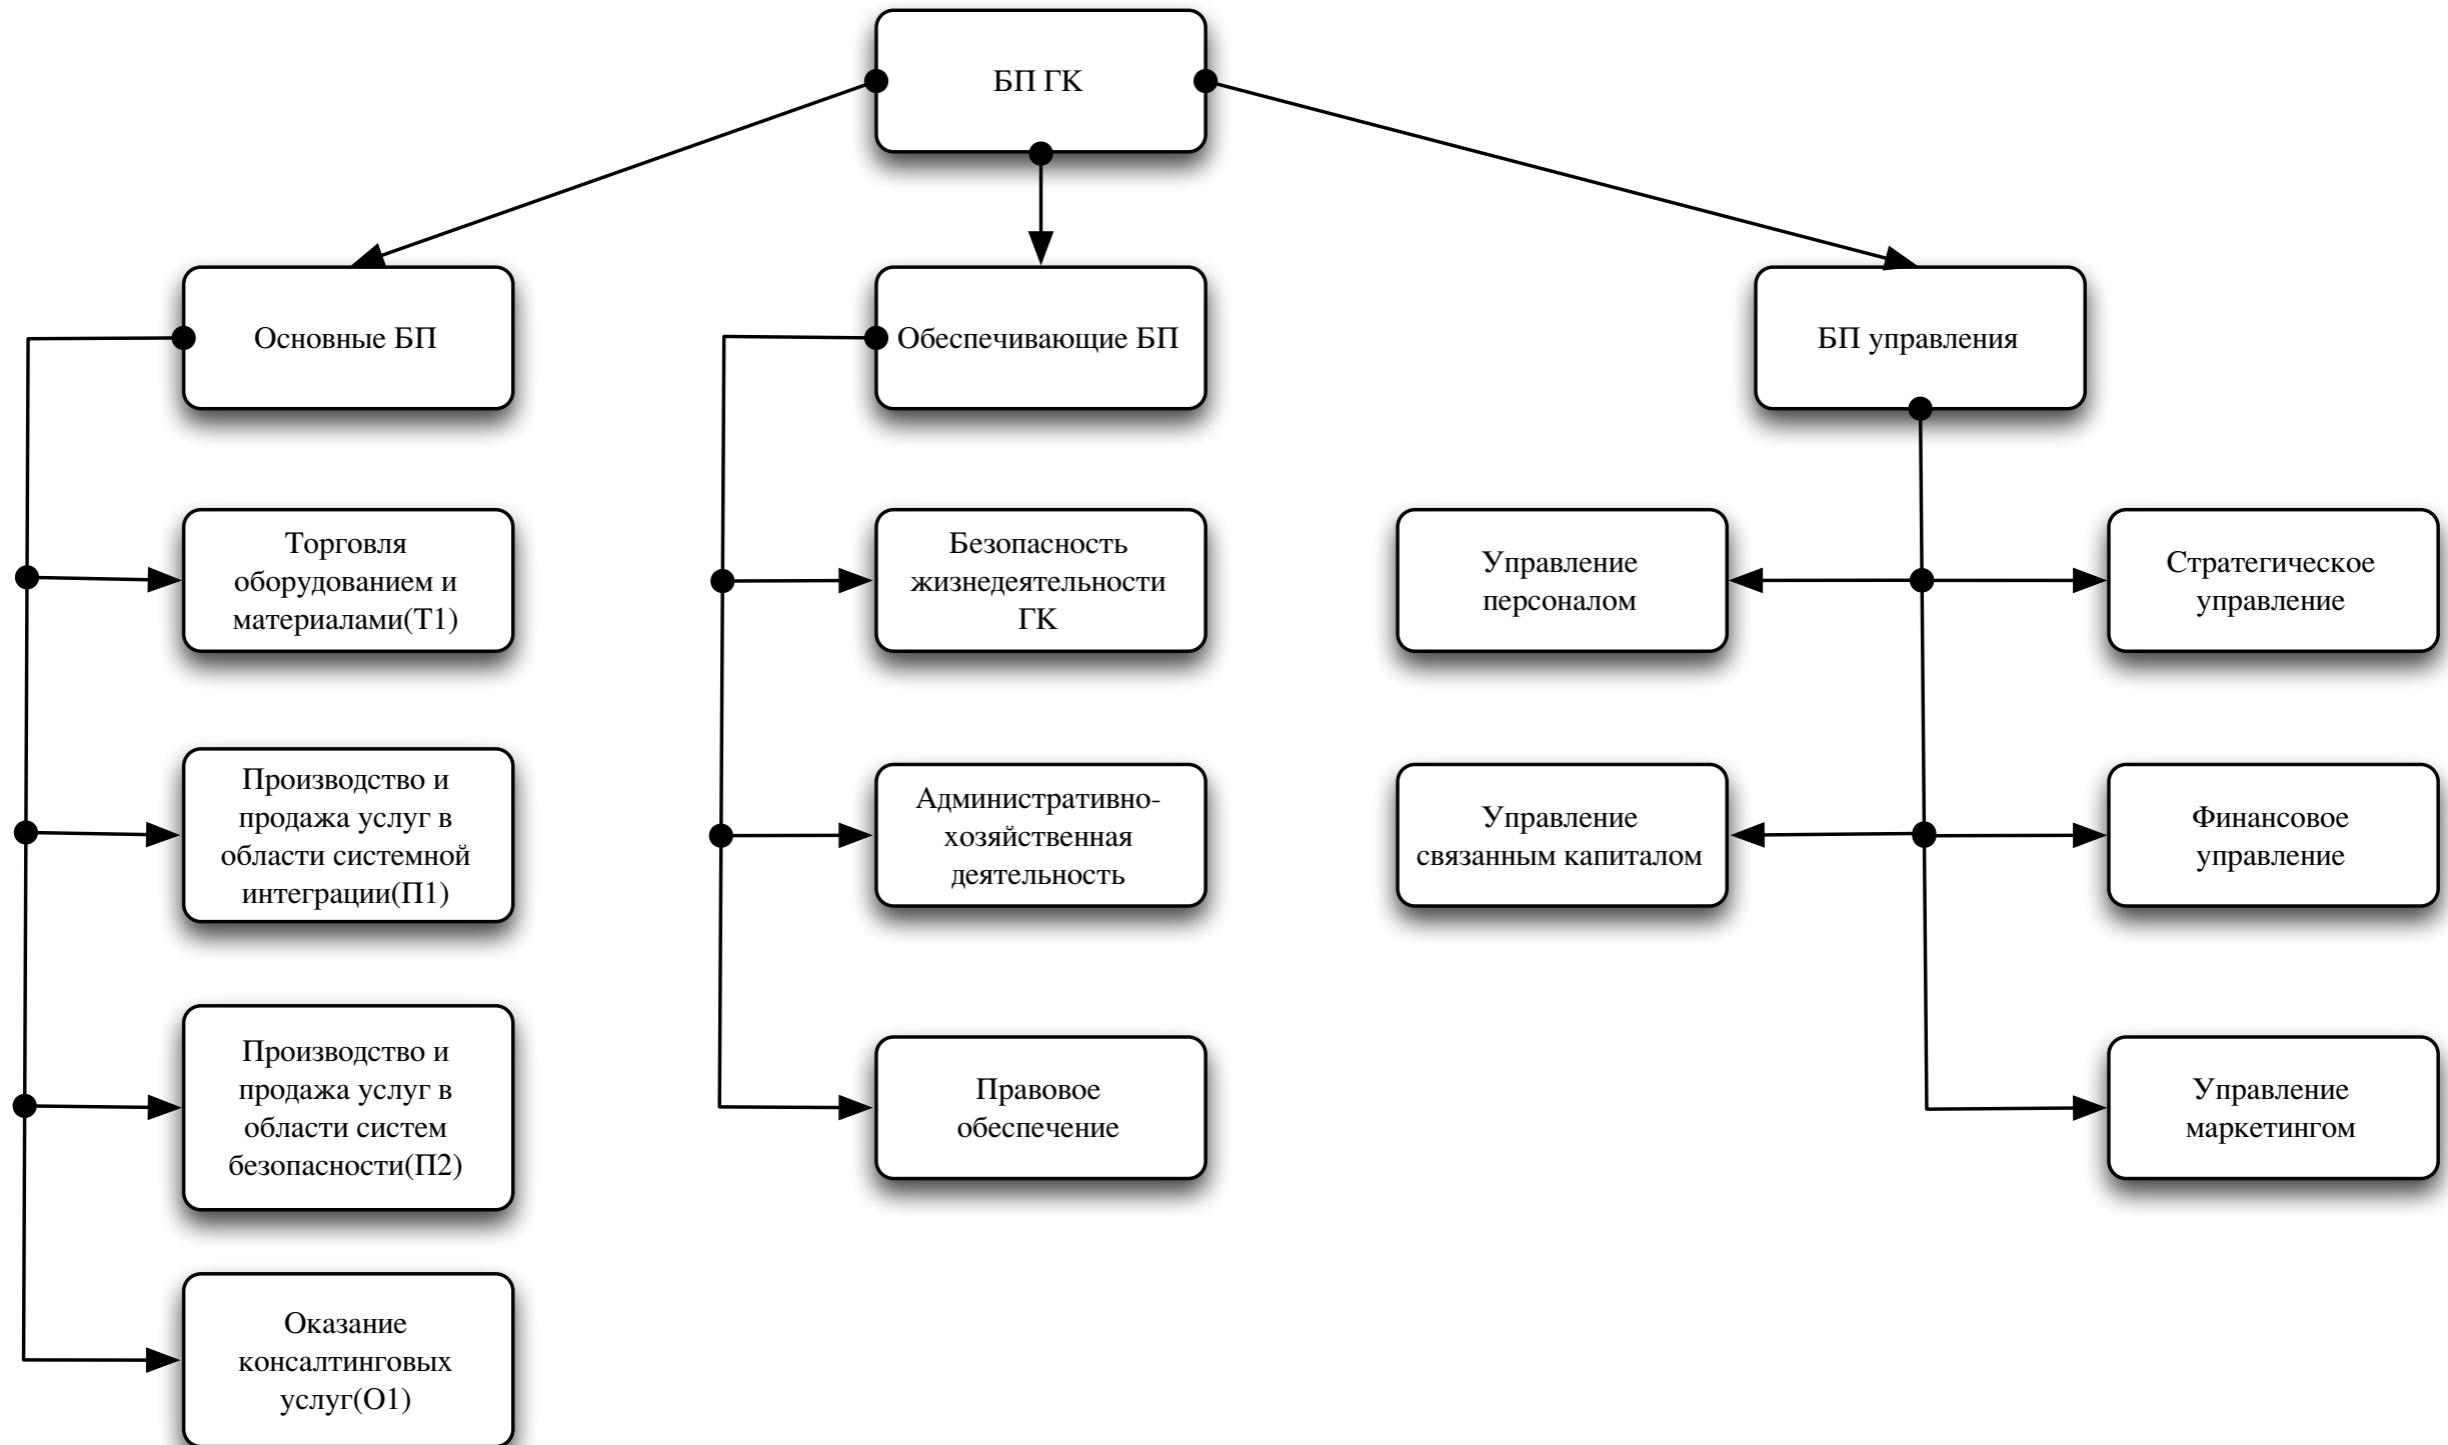 БП ГК
Основные БП
Обеспечивающие БП
БП управления
Торговля
оборудованием и
материалами(Т1)
Безопасность
жизнедеятельности
ГК
Управление
персоналом
Стратегическое
управление
Производство и
продажа услуг в
области системной
интеграции(П1)
Административно-
хозяйственная
деятельность
Управление
связанным капиталом
Финансовое
управление
Производство и
продажа услуг в
области систем
безопасности(П2)
Правовое
обеспечение
Управление
маркетингом
Оказание
консалтинговых
услуг(О1)